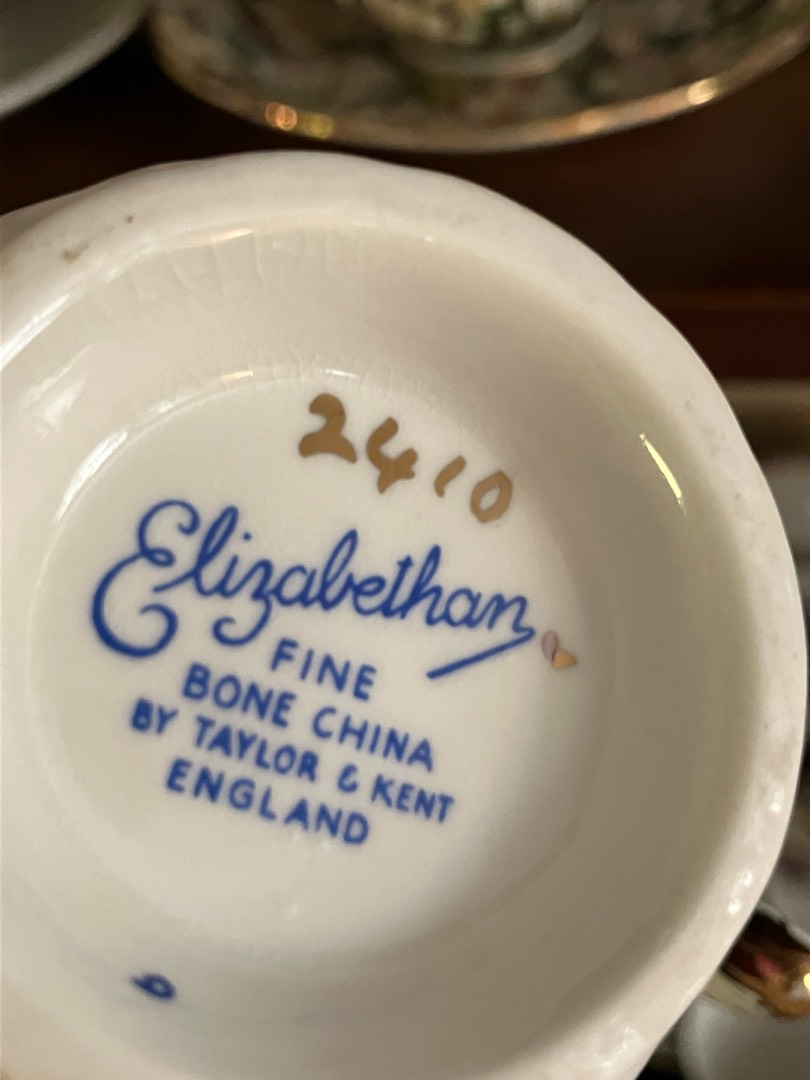 2410
Elizabethan
FINE
BONE CHINA
BY TAYLOR & KENT
ENGLAND